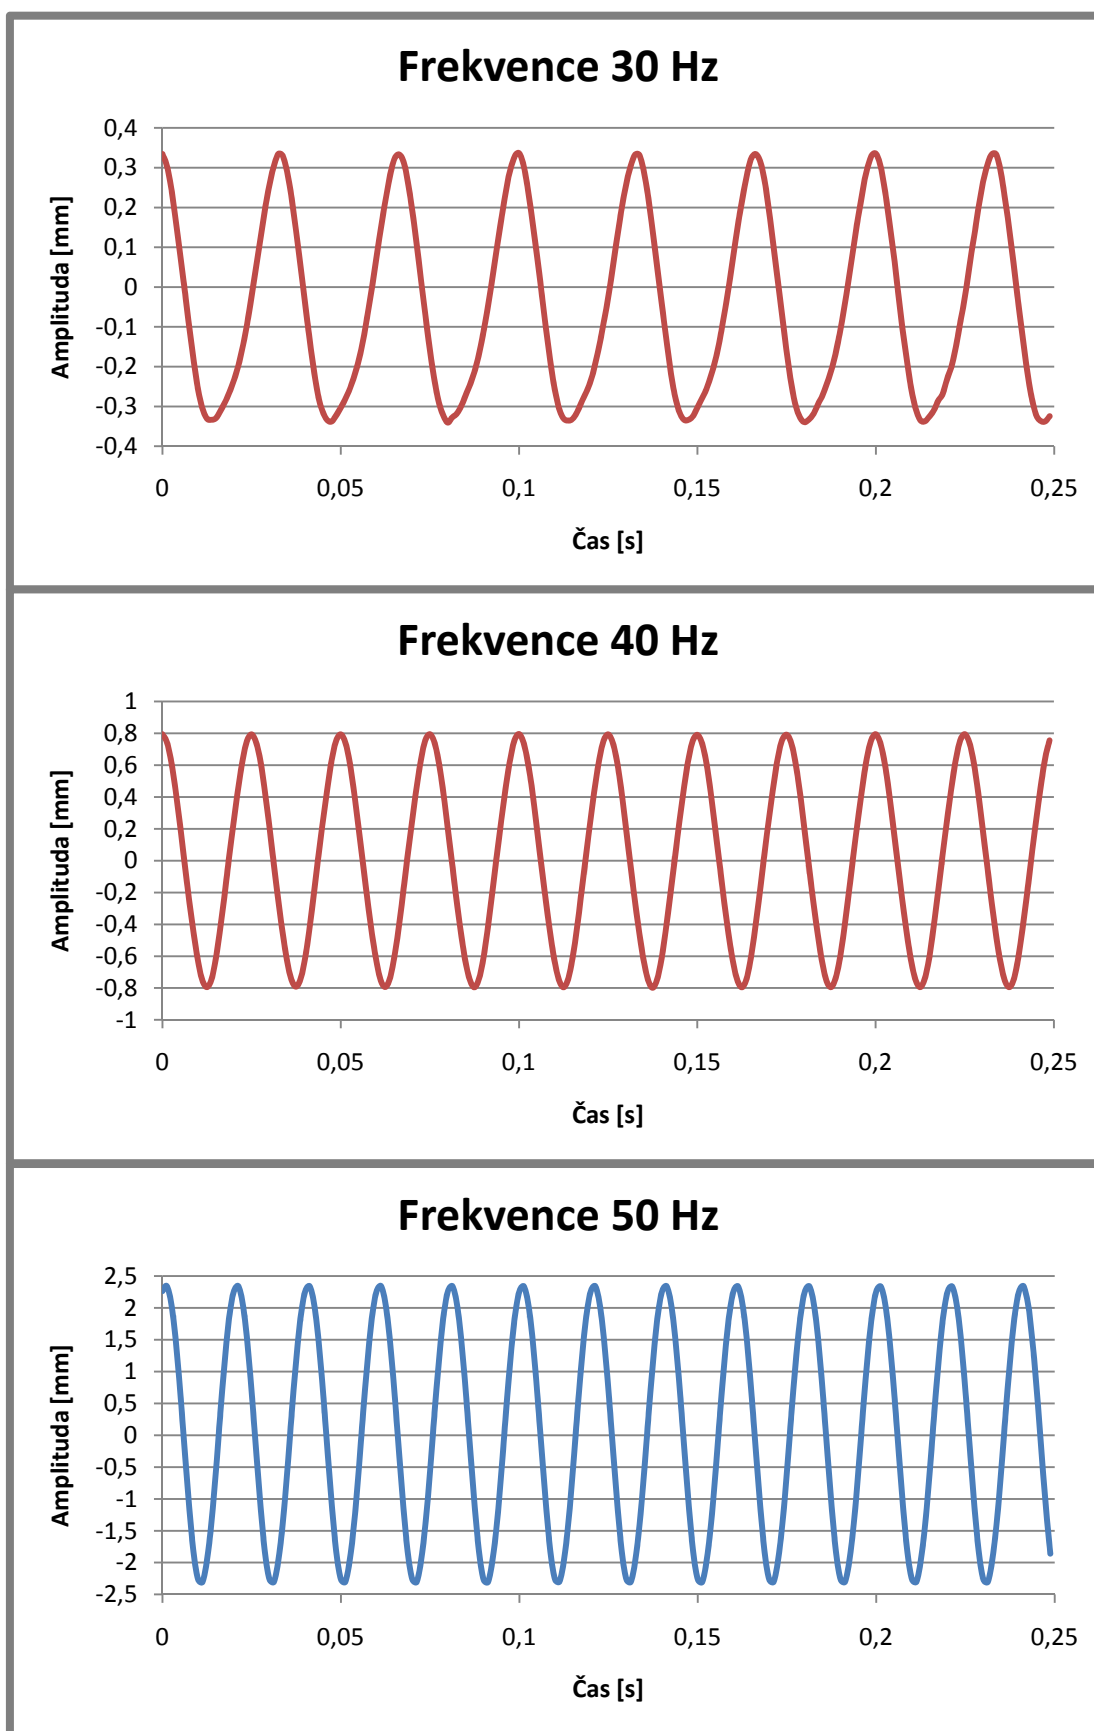 Frekvence 30 Hz
0,4
0,3
0,2
0,1
0
-0,1
-0,2
-0,3
-0,4
Amplituda [mm]
0 0,05 0,1 0,15 0,2 0,25
Čas [s]
Frekvence 40 Hz
1
0,8
0,6
0,4
0,2
0
-0,2
-0,4
-0,6
-0,8
-1
Amplituda [mm]
0 0,05 0,1 0,15 0,2 0,25
Čas [s]
Frekvence 50 Hz
2,5
2
1,5
1
0,5
0
-0,5
-1
-1,5
-2
-2,5
Amplituda [mm]
0 0,05 0,1 0,15 0,2 0,25
Čas [s]